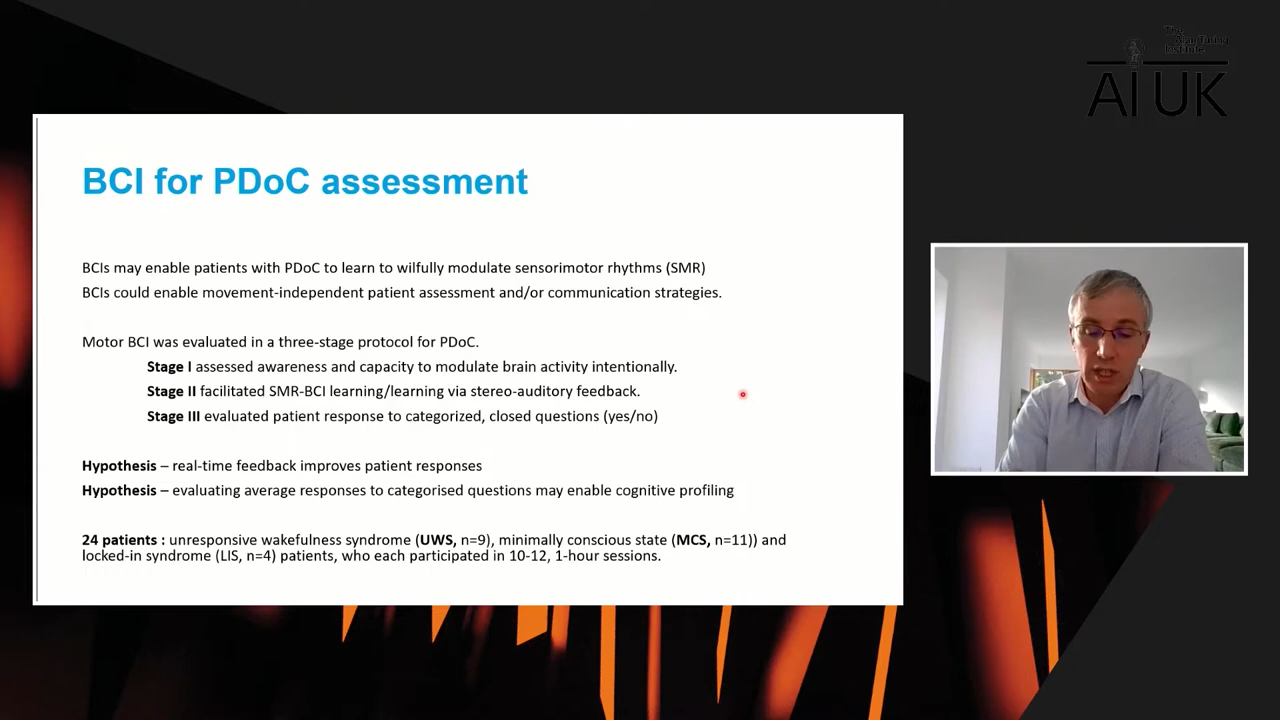 The
Alan Turing
Institute
AI UK
BCI for PDoC assessment
BCIs may enable patients with PDoC to learn to wilfully modulate sensorimotor rhythms (SMR)
BCIs could enable movement-independent patient assessment and/or communication strategies.
Motor BCI was evaluated in a three-stage protocol for PDoC.
Stage I assessed awareness and capacity to modulate brain activity intentionally.
Stage II facilitated SMR-BCI learning/learning via stereo-auditory feedback.
Stage III evaluated patient response to categorized, closed questions (yes/no)
Hypothesis – real-time feedback improves patient responses
Hypothesis – evaluating average responses to categorised questions may enable cognitive profiling
24 patients : unresponsive wakefulness syndrome (UWS, n=9), minimally conscious state (MCS, n=11)) and
locked-in syndrome (LIS, n=4) patients, who each participated in 10-12, 1-hour sessions.